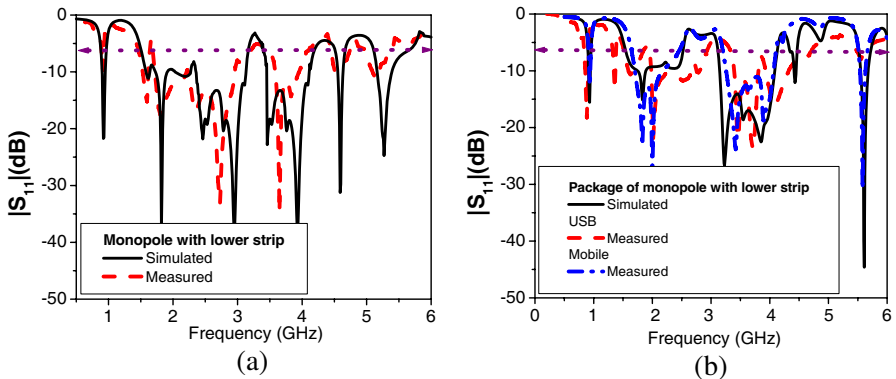 0
-10
-20
-30
-40
-50
|S11|(dB)
Monopole with lower strip
Simulated
Measured
1 2 3 4 5 6
Frequency (GHz)
(a)
0
-10
-20
-30
-40
-50
|S11|(dB)
Package of monopole with lower strip
Simulated
USB
Measured
Mobile
Measured
0 1 2 3 4 5 6
Frequency (GHz)
(b)